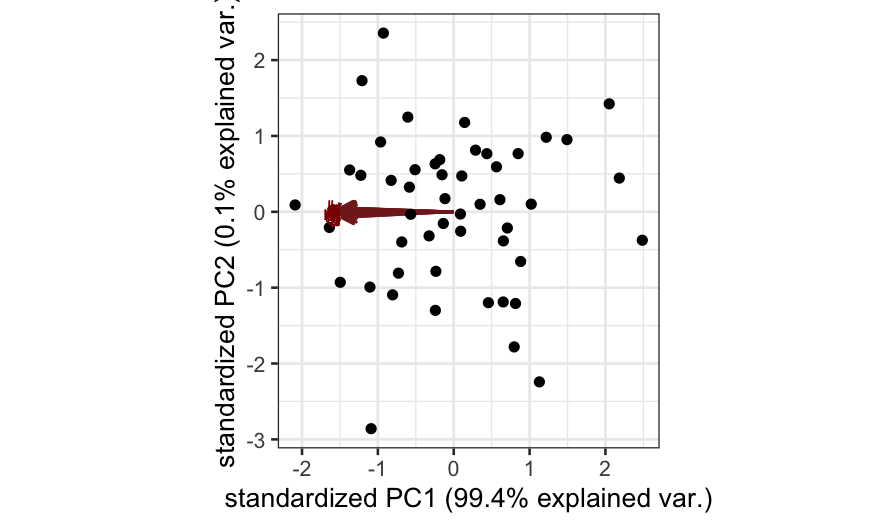 standardized PC2 (0.1% explained var.)
2
1
0
-1
-2
-3
-2 -1 0 1 2
standardized PC1 (99.4% explained var.)